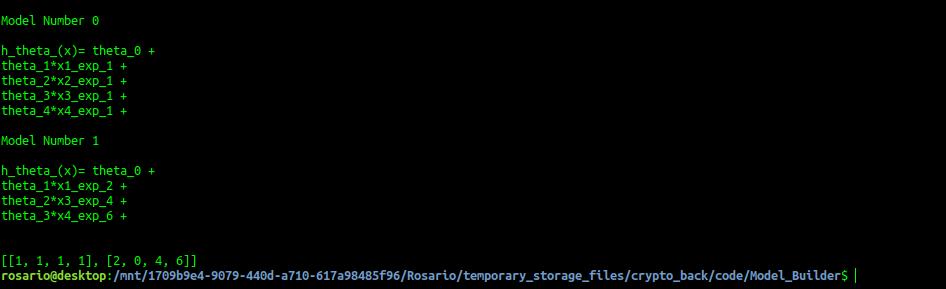 Model Number 0
h_theta_(x)= theta_0 +
theta_1*x1_exp_1 +
theta_2*x2_exp_1 +
theta_3*x3_exp_1 +
theta_4*x4_exp_1 +
Model Number 1
h_theta_(x)= theta_0 +
theta_1*x1_exp_2 +
theta_2*x3_exp_4 +
theta_3*x4_exp_6 +
[[1, 1, 1, 1], [2, 0, 4, 6]]
rosario@desktop:/mnt/1709b9e4-9079-440d-a710-617a98485f96/Rosario/temporary_storage_files/crypto_back/code/Model_Builder$